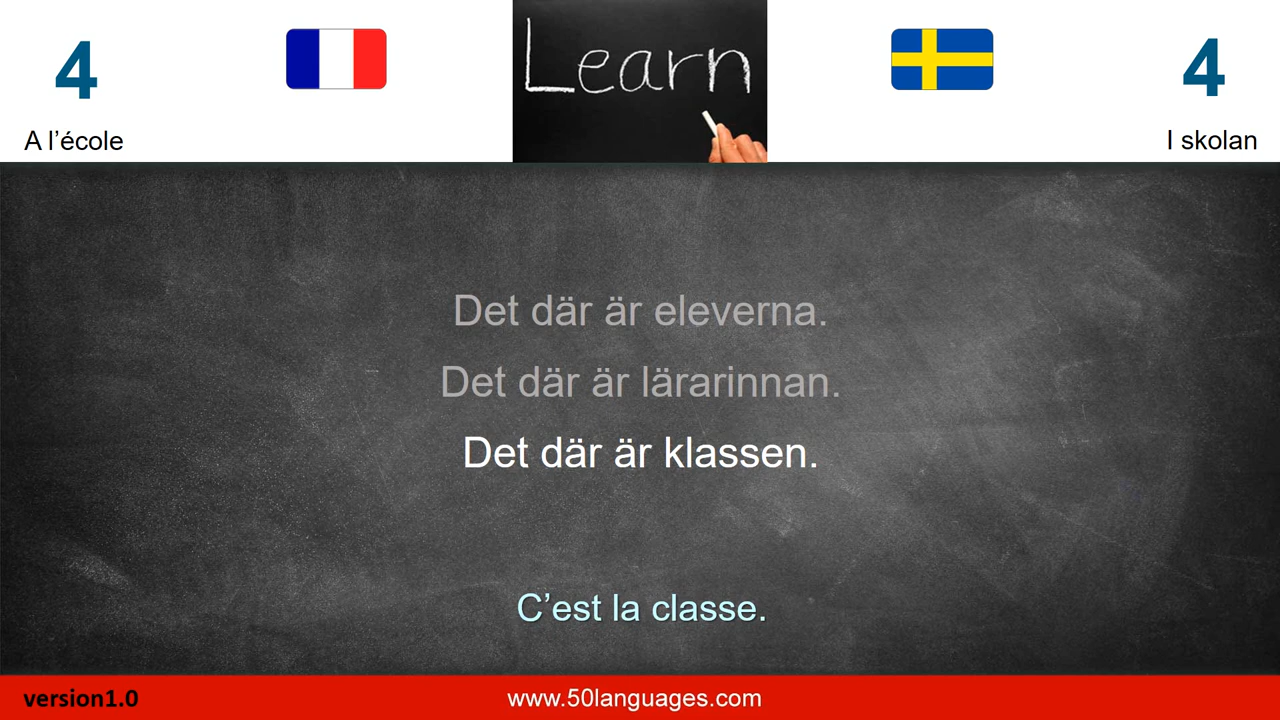 4
A l’école
Learn
4
I skolan
Det där är eleverna.
Det där är lärarinnan.
Det där är klassen.
C’est la classe.
version1.0
www.50languages.com